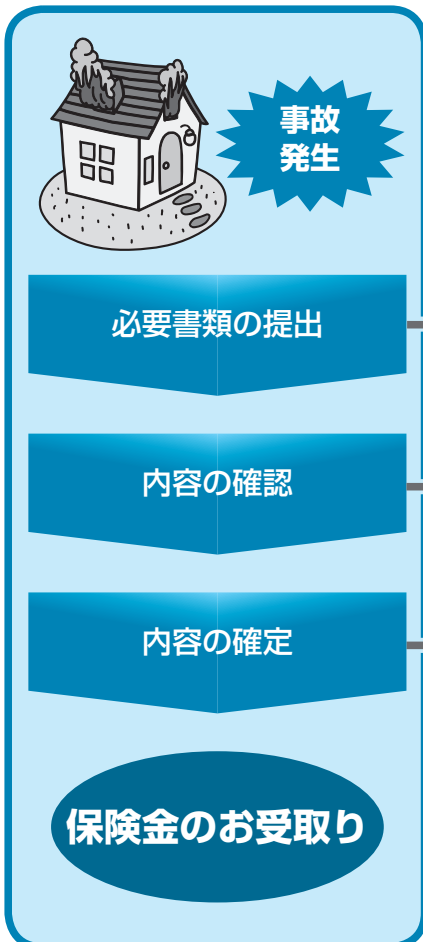 事故
発生
必要書類の提出
内容の確認
内容の確定
保険金のお受取り